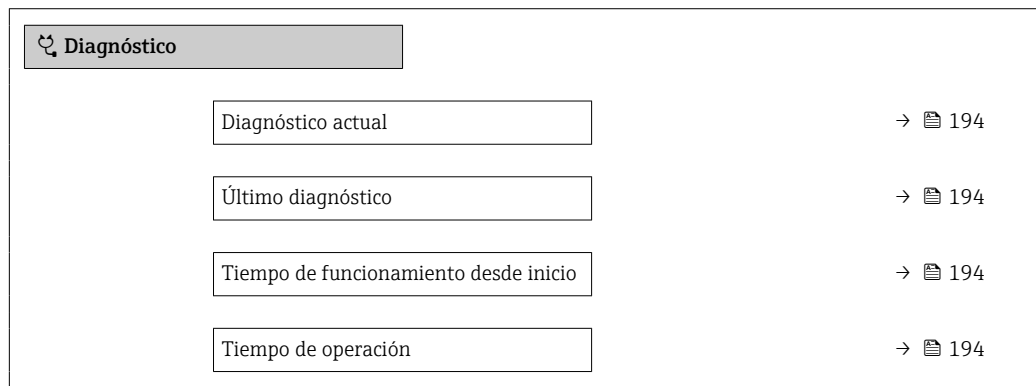 Diagnóstico
Diagnóstico actual → 194
Último diagnóstico → 194
Tiempo de funcionamiento desde inicio → 194
Tiempo de operación → 194